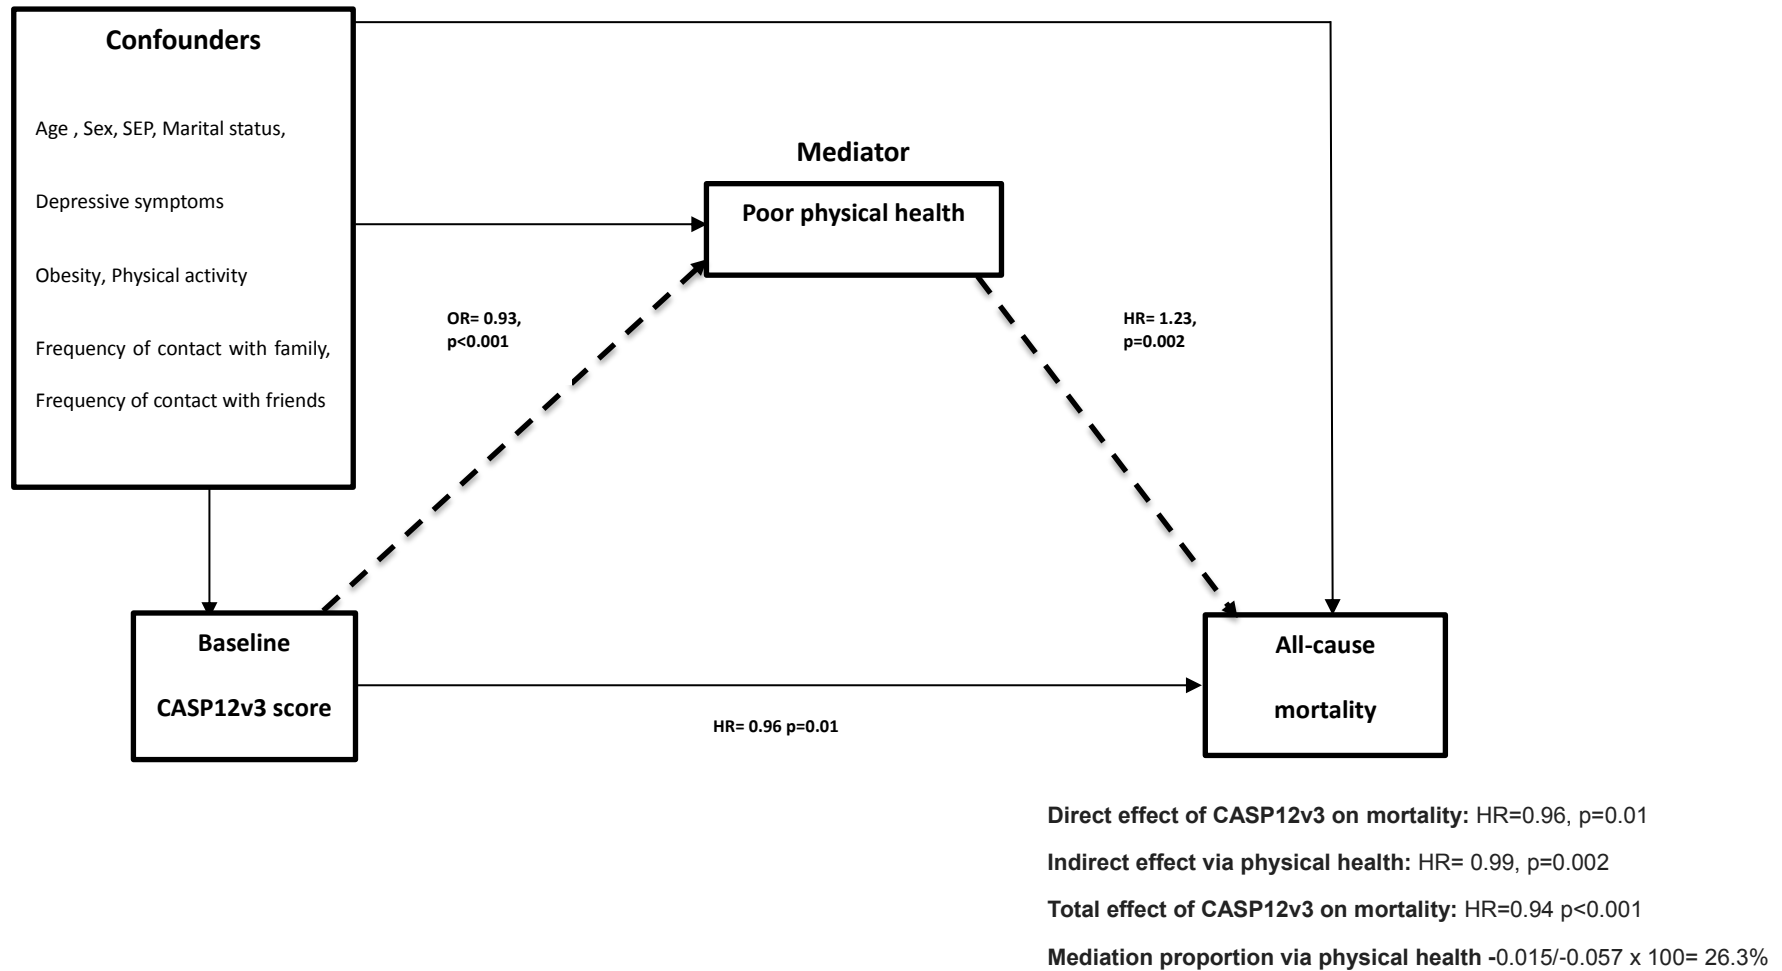 Confounders
Age , Sex, SEP, Marital status,
Depressive symptoms
Obesity, Physical activity
Frequency of contact with family,
Frequency of contact with friends
Mediator
Poor physical health
OR= 0.93,
p<0.001
HR= 1.23,
p=0.002
Baseline
CASP12v3 score
HR= 0.96 p=0.01
All-cause
mortality
Direct effect of CASP12v3 on mortality: HR=0.96, p=0.01
Indirect effect via physical health: HR= 0.99, p=0.002
Total effect of CASP12v3 on mortality: HR=0.94 p<0.001
Mediation proportion via physical health -0.015/-0.057 x 100= 26.3%